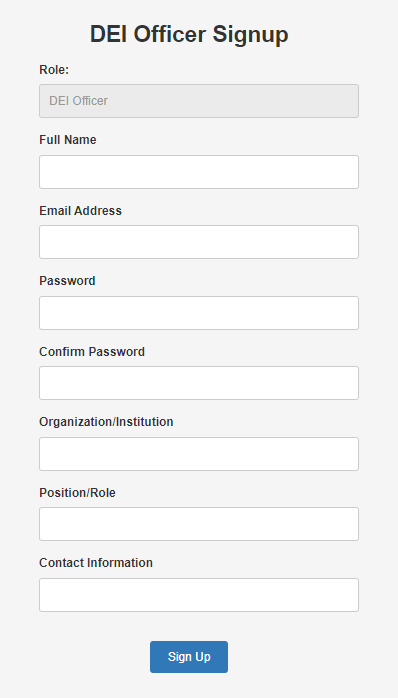 DEI Officer Signup
Role:
DEI Officer
Full Name
Email Address
Password
Confirm Password
Organization/Institution
Position/Role
Contact Information
Sign Up